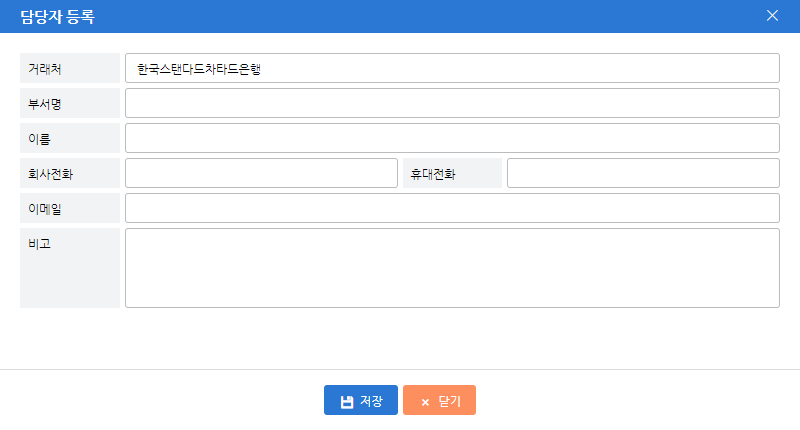 담당자 등록
거래처 한국스탠다드차타드은행
부서명
이름
회사전화 휴대전화
이메일
비고
저장 닫기